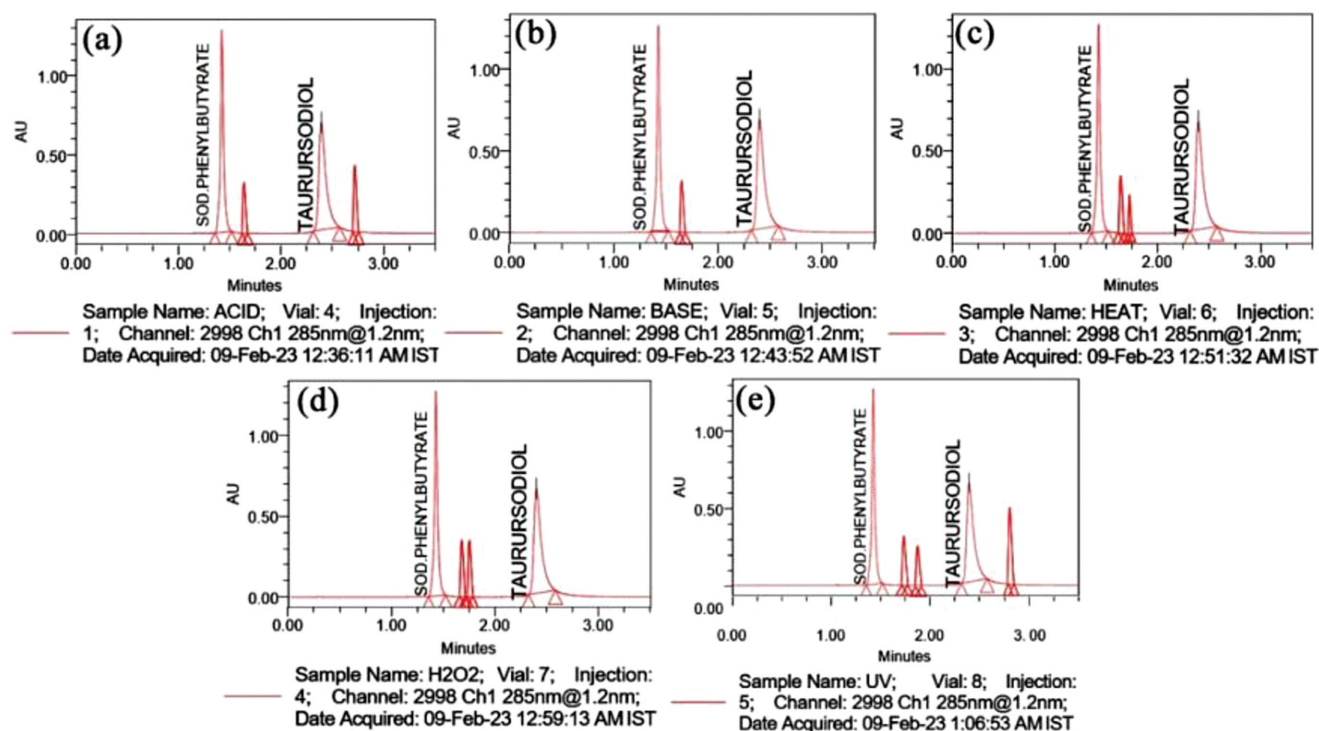 (a)
SOD.PHENYLBUTYRATE
TAURURSODIOL
AU
1.00
0.50
0.00
0.00 1.00 2.00 3.00
Minutes
Sample Name: ACID; Vial: 4; Injection:
1; Channel: 2998 Ch1 285nm@1.2nm;
Date Acquired: 09-Feb-23 12:36:11 AM IST
(b)
SOD.PHENYLBUTYRATE
TAURURSODIOL
AU
1.00
0.50
0.00
0.00 1.00 2.00 3.00
Minutes
Sample Name: BASE; Vial: 5; Injection:
2; Channel: 2998 Ch1 285nm@1.2nm;
Date Acquired: 09-Feb-23 12:43:52 AM IST
(c)
SOD.PHENYLBUTYRATE
TAURURSODIOL
AU
1.00
0.50
0.00
0.00 1.00 2.00 3.00
Minutes
Sample Name: HEAT; Vial: 6; Injection:
3; Channel: 2998 Ch1 285nm@1.2nm;
Date Acquired: 09-Feb-23 12:51:32 AM IST
(d)
SOD.PHENYLBUTYRATE
TAURURSODIOL
AU
1.00
0.50
0.00
0.00 1.00 2.00 3.00
Minutes
Sample Name: H2O2; Vial: 7; Injection:
4; Channel: 2998 Ch1 285nm@1.2nm;
Date Acquired: 09-Feb-23 12:59:13 AM IST
(e)
SOD.PHENYLBUTYRATE
TAURURSODIOL
AU
1.00
0.50
0.00
0.00 1.00 2.00 3.00
Minutes
Sample Name: UV; Vial: 8; Injection:
5; Channel: 2998 Ch1 285nm@1.2nm;
Date Acquired: 09-Feb-23 1:06:53 AM IST